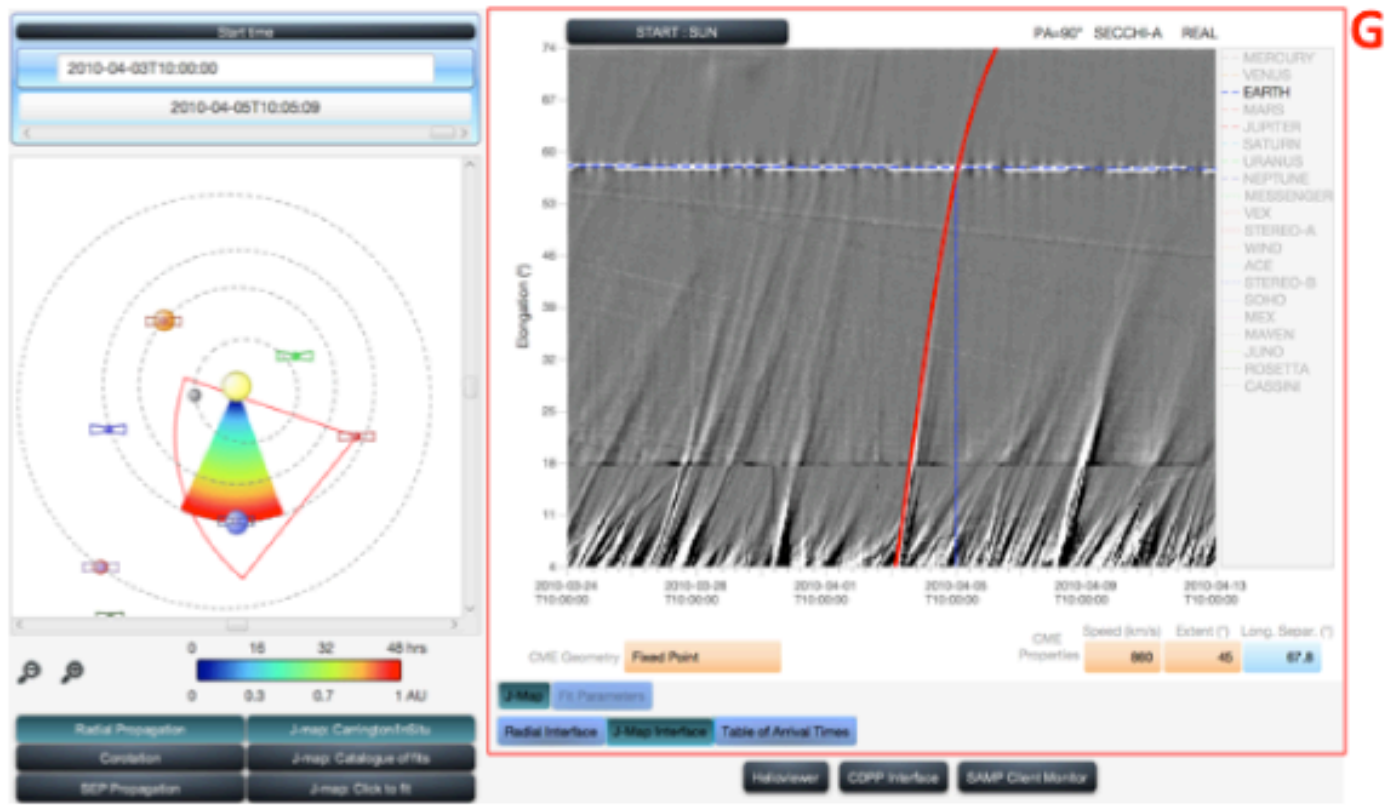 Start time
2010-04-03T10:00:00
2010-04-05T10:05:09
0 16 32 48 hrs
0 0.3 0.7 1 AU
Radial Propagation
J-map: Carrington/InSitu
Corotation
J-map: Catalogue of fits
SEP Propagation
J-map: Click to fit
G
START : SUN
PA=90° SECCHI-A REAL
Elongation (°)
74
67
60
53
46
39
32
25
18
11
4
MERCURY
VENUS
EARTH
MARS
JUPITER
SATURN
URANUS
NEPTUNE
MESSENGER
VEX
STEREO-A
WIND
ACE
STEREO-B
SOHO
MEX
MAVEN
JUNO
ROSETTA
CASSINI
2010-03-24 2010-03-28 2010-04-01 2010-04-05 2010-04-09 2010-04-13
T10:00:00 T10:00:00 T10:00:00 T10:00:00 T10:00:00 T10:00:00
CME Geometry Fixed Point
CME Properties
Speed (km/s) Extent (°) Long. Separ. (°)
860 45 67.8
J-Map Fit Parameters
Radial Interface J-Map Interface Table of Arrival Times
Helioviewer CDPP Interface SAMP Client Monitor